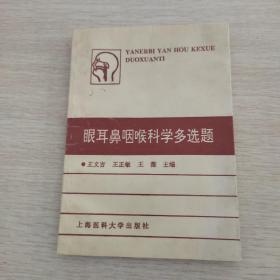 YANERBI YAN HOU KEXUE
DUOXUANTI
眼耳鼻咽喉科学多选题
王文吉 王正敏 王薇 主编
上海医科大学出版社